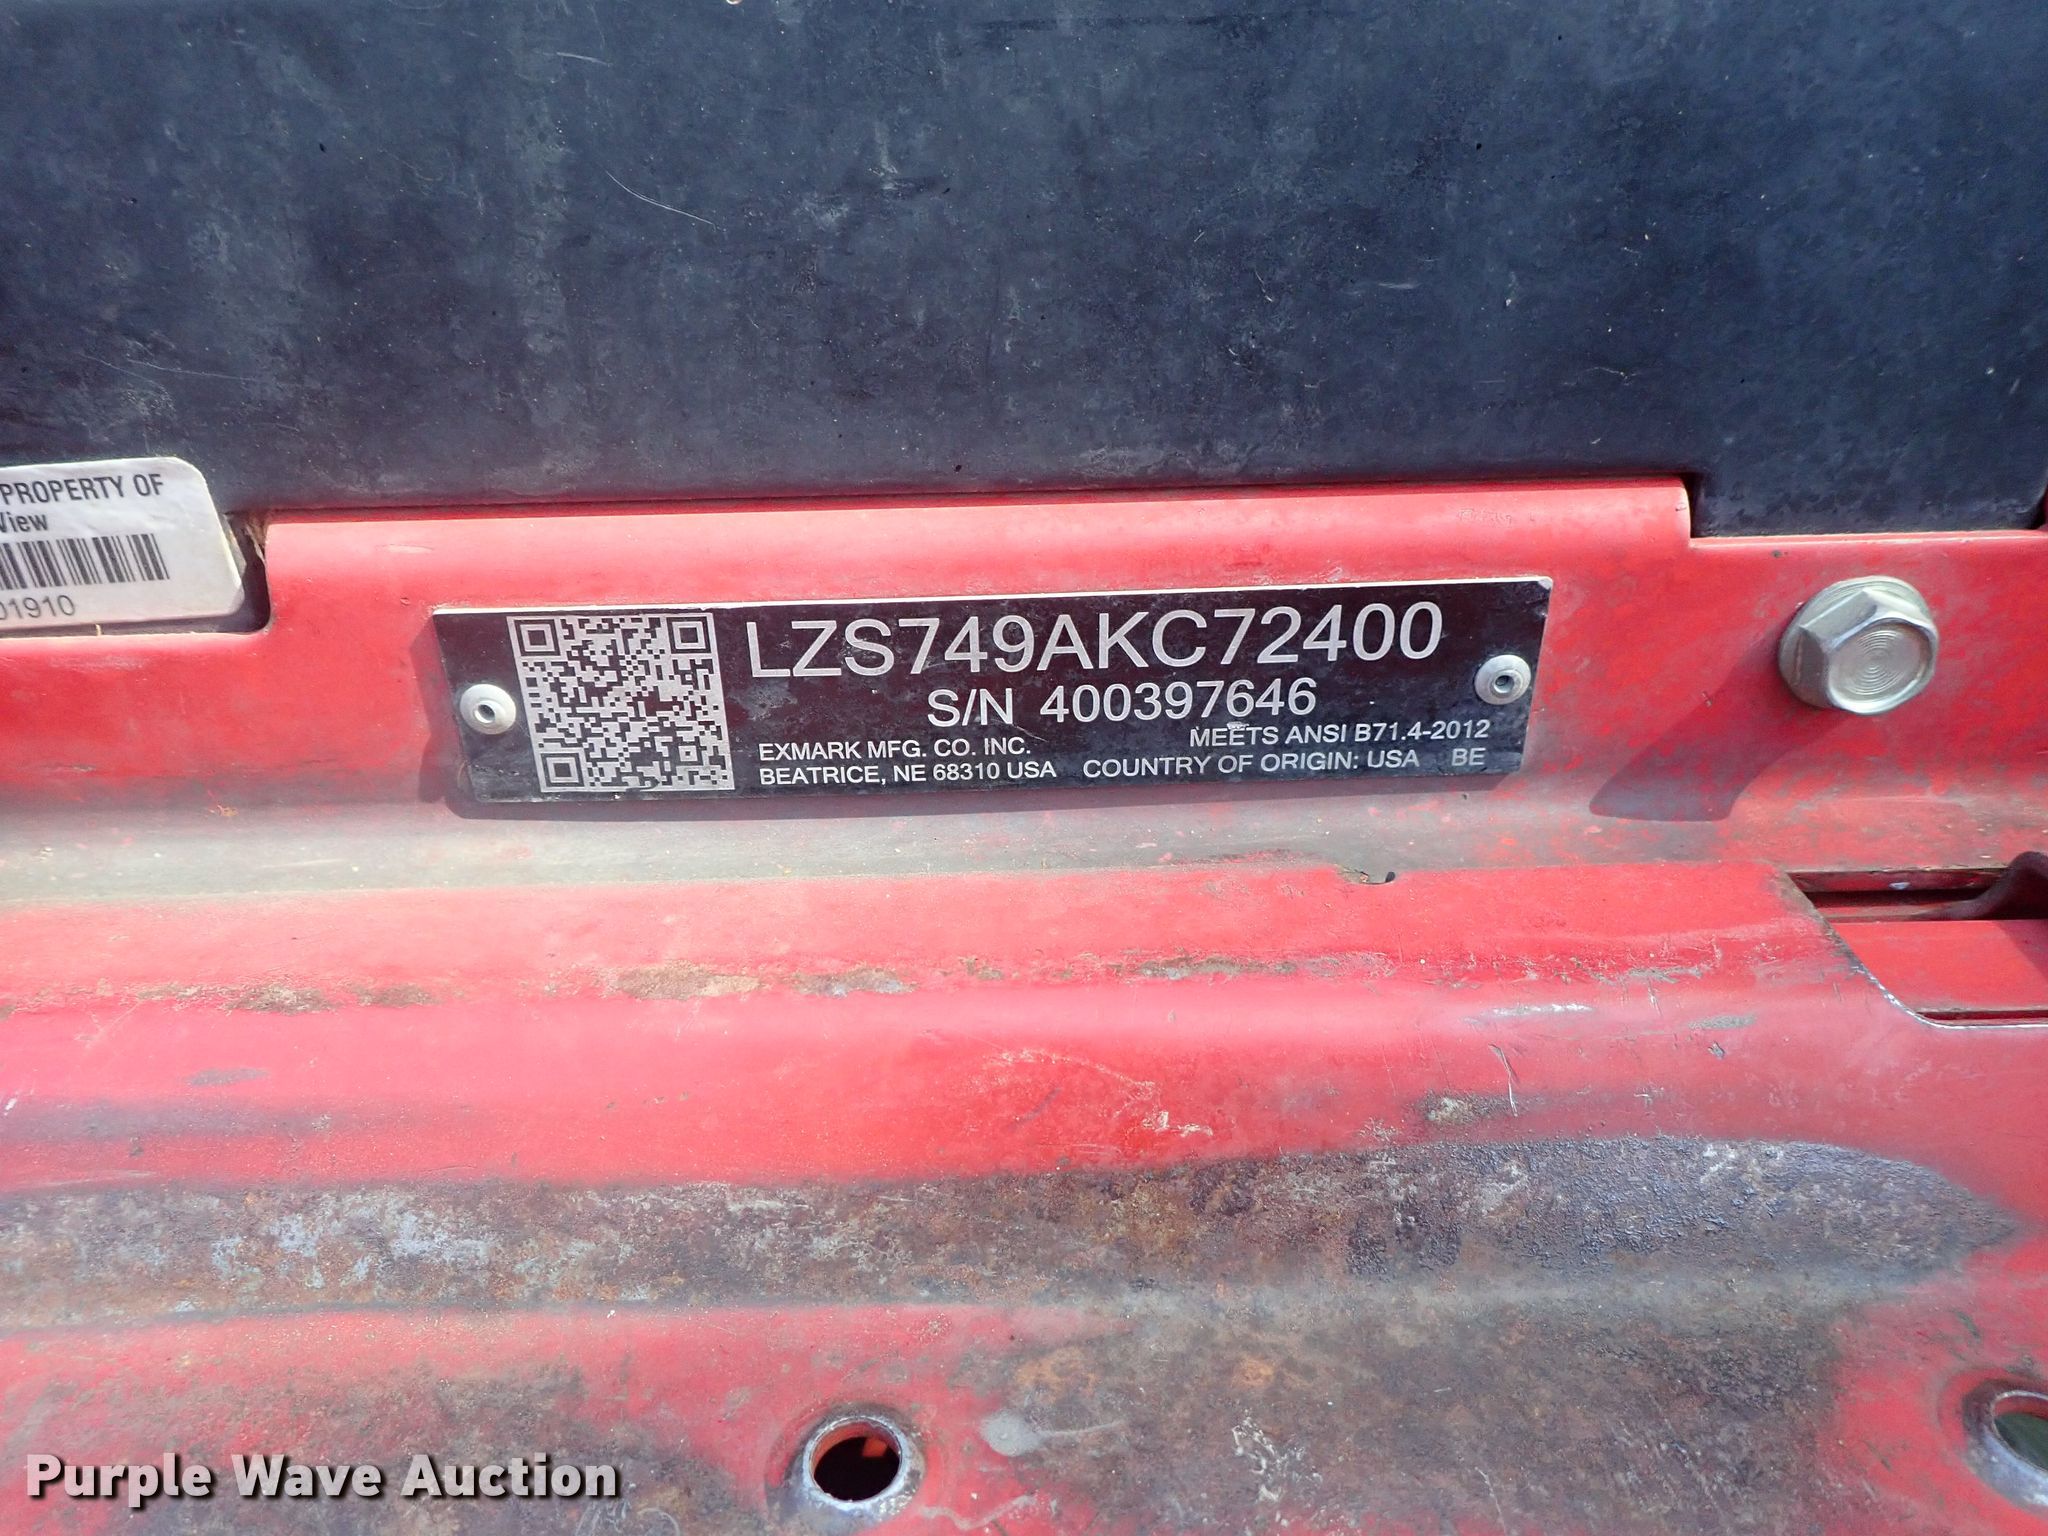 PROPERTY OF
View
01910
LZS749AKC72400
S/N 400397646
MEETS ANSI B71.4-2012
EXMARK MFG. CO. INC.
BEATRICE, NE 68310 USA COUNTRY OF ORIGIN: USA BE
Purple Wave Auction